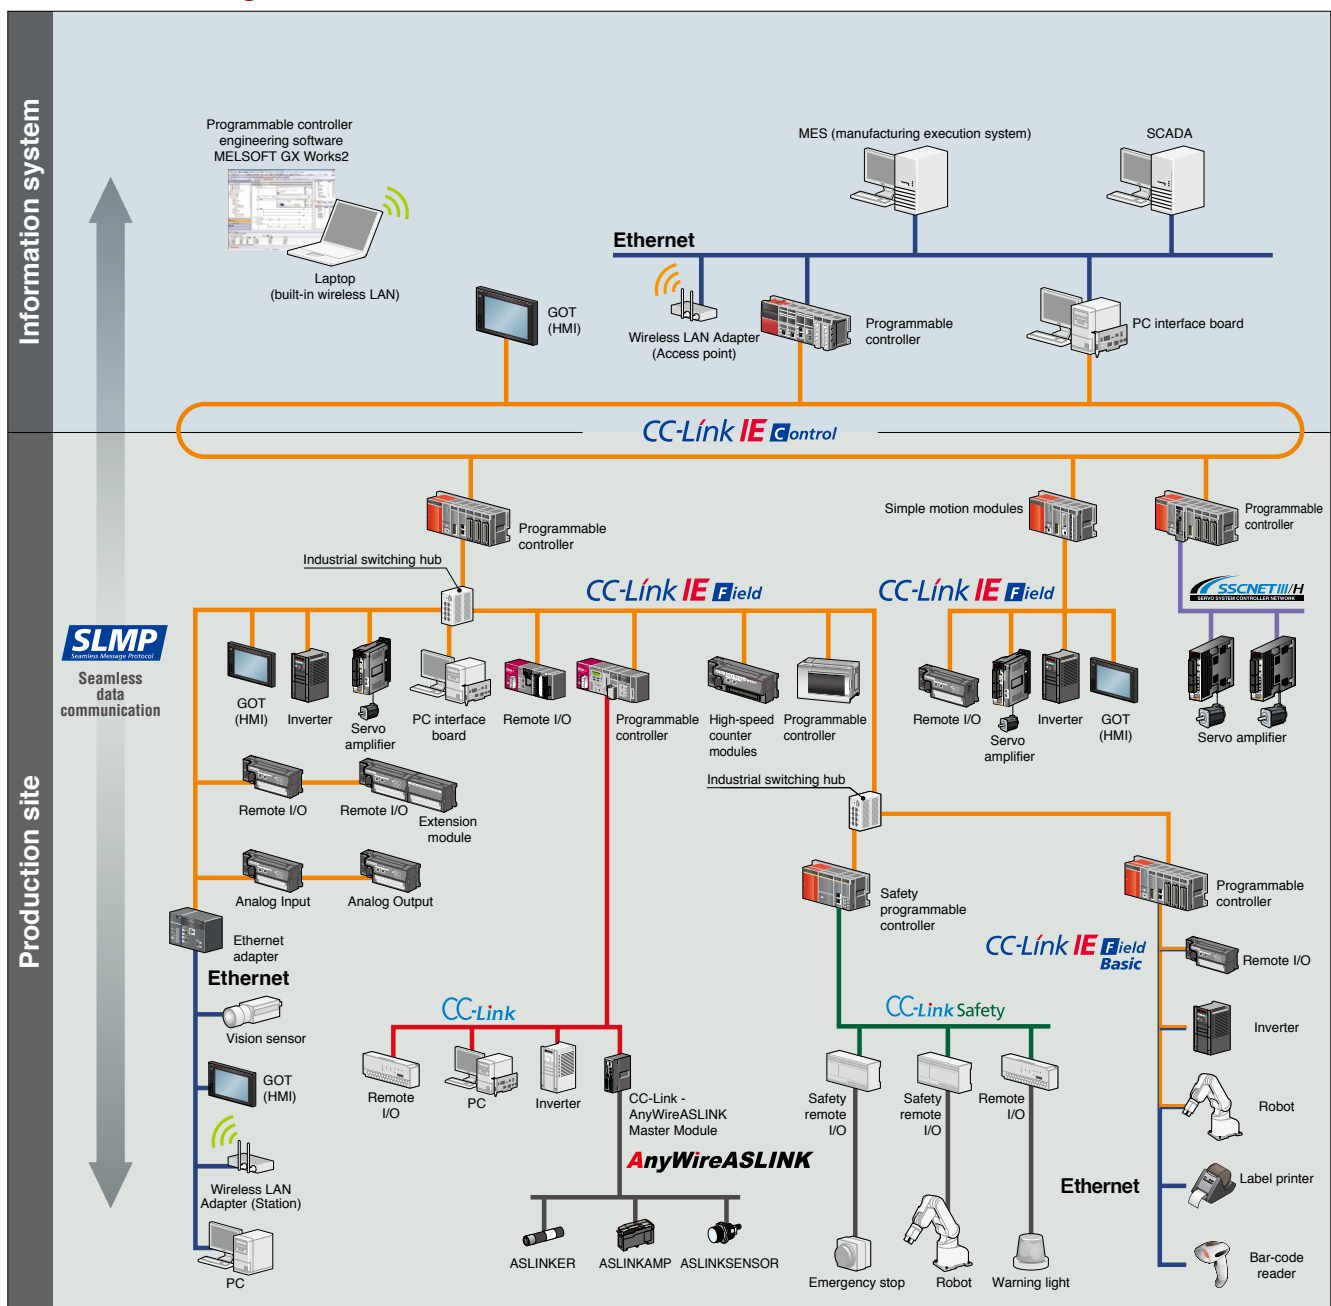 Information system
Programmable controller
engineering software
MELSOFT GX Works2
Laptop
(built-in wireless LAN)
MES (manufacturing execution system)
SCADA
Ethernet
GOT
(HMI)
Wireless LAN Adapter
(Access point)
Programmable
controller
PC interface board
CC-Link IE Control
Production site
SLMP
Seamless Message Protocol
Seamless
data
communication
Programmable
controller
Simple motion modules
Programmable
controller
Industrial switching hub
CC-Link IE Field
CC-Link IE Field
SSCNETIII/H
SERVO SYSTEM CONTROLLER NETWORK
GOT
(HMI)
Inverter
Servo
amplifier
PC interface
board
Remote I/O
Programmable
controller
High-speed
counter
modules
Programmable
controller
Remote I/O
Servo
amplifier
Inverter
GOT
(HMI)
Servo amplifier
Industrial switching hub
Remote I/O
Remote I/O
Extension
module
Analog Input
Analog Output
Safety
programmable
controller
Programmable
controller
Ethernet
adapter
Ethernet
CC-Link IE Field
Basic
Remote I/O
CC-Link
CC-Link Safety
Vision sensor
Inverter
GOT
(HMI)
Remote
I/O
PC
Inverter
CC-Link -
AnyWireASLINK
Master Module
Safety
remote
I/O
Safety
remote
I/O
Remote
I/O
Robot
AnyWireASLINK
Wireless LAN
Adapter (Station)
Ethernet
Label printer
PC
ASLINKER
ASLINKAMP
ASLINKSENSOR
Emergency stop
Robot
Warning light
Bar-code
reader